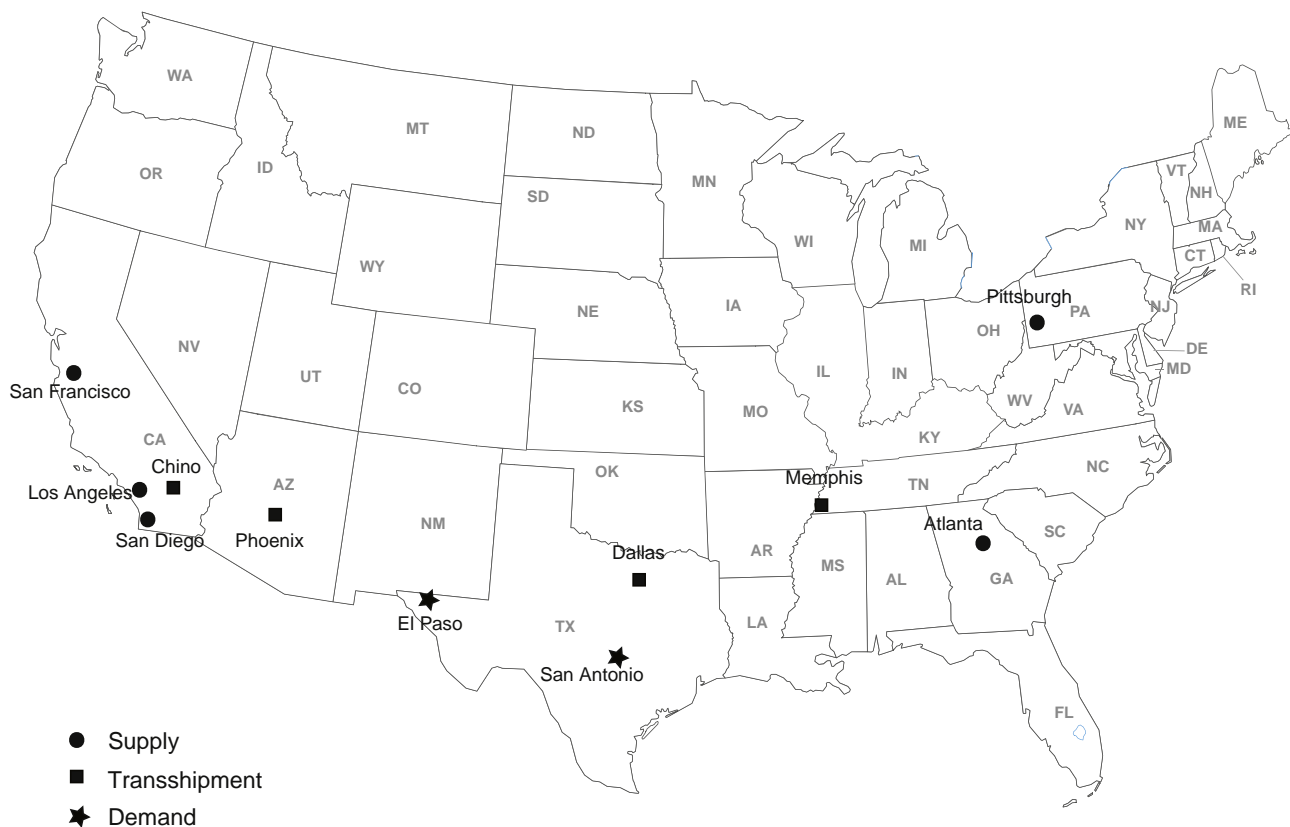 WA
MT
ND
ME
OR
ID
SD
MN
VT
NH
WI
MI
NY
MA
CT
RI
WY
IA
NE
Pittsburgh
PA
NJ
OH
NV
UT
CO
IL
IN
DE
MD
San Francisco
KS
MO
WV
VA
KY
CA
Chino
AZ
OK
Memphis
TN
NC
Los Angeles
NM
San Diego
Phoenix
Dallas
AR
MS
AL
Atlanta
SC
GA
El Paso
TX
LA
San Antonio
FL
Supply
Transshipment
Demand